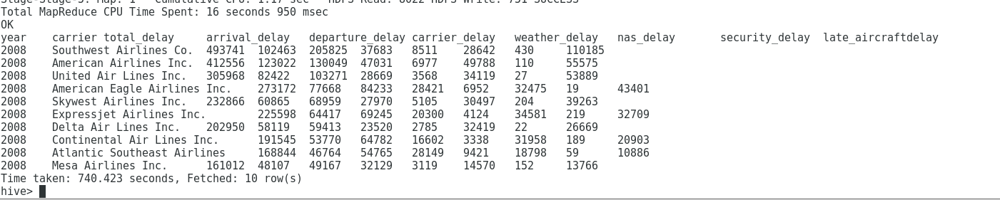 Stage-Stage-3: Map: 1 Cumulative CPU: 1.17 sec HDFS Read: 8022 HDFS Write: 751 SUCCESS
Total MapReduce CPU Time Spent: 16 seconds 950 msec
OK
year carrier total_delay arrival_delay departure_delay carrier_delay weather_delay nas_delay security_delay late_aircraftdelay
2008 Southwest Airlines Co. 493741 102463 205825 37683 8511 28642 430 110185
2008 American Airlines Inc. 412556 123022 130049 47031 6977 49788 110 55575
2008 United Air Lines Inc. 305968 82422 103271 28669 3568 34119 27 53889
2008 American Eagle Airlines Inc. 273172 77668 84233 28421 6952 32475 19 43401
2008 Skywest Airlines Inc. 232866 60865 68959 27970 5105 30497 204 39263
2008 Expressjet Airlines Inc. 225598 64417 69245 20300 4124 34581 219 32709
2008 Delta Air Lines Inc. 202950 58119 59413 23520 2785 32419 22 26669
2008 Continental Air Lines Inc. 191545 53770 64782 16602 3338 31958 189 20903
2008 Atlantic Southeast Airlines 168844 46764 54765 28149 9421 18798 59 10886
2008 Mesa Airlines Inc. 161012 48107 49167 32129 3119 14570 152 13766
Time taken: 740.423 seconds, Fetched: 10 row(s)
hive>